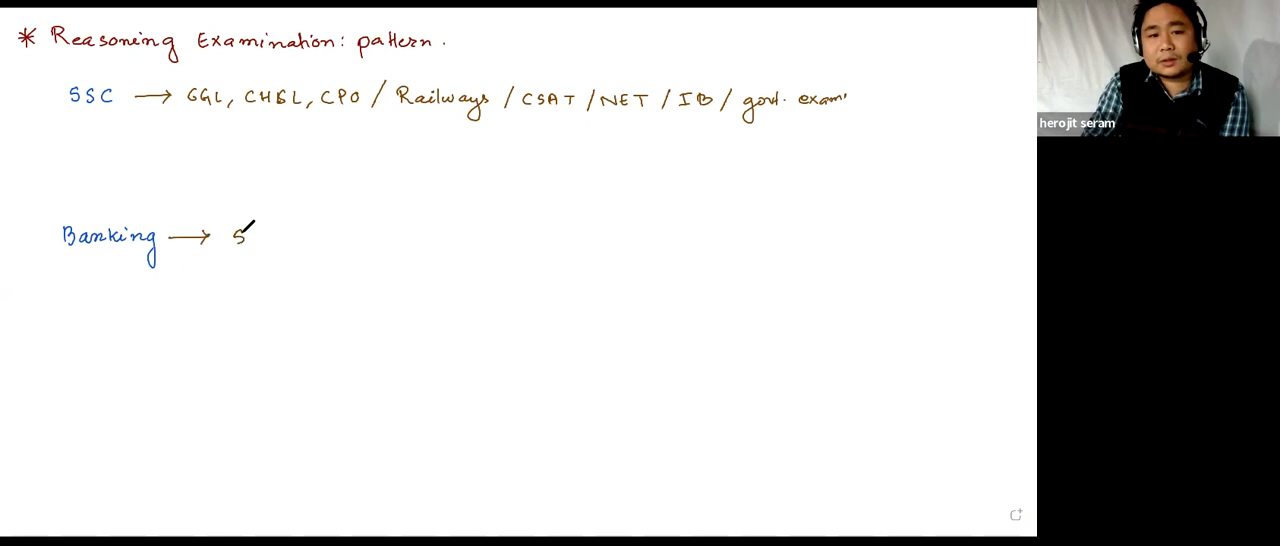 * Reasoning Examination: pattern.
SSC → CGL, CHSL, CPO / Railways / CSAT / NET / IB / govt. exam.
herojit seram
Banking → S